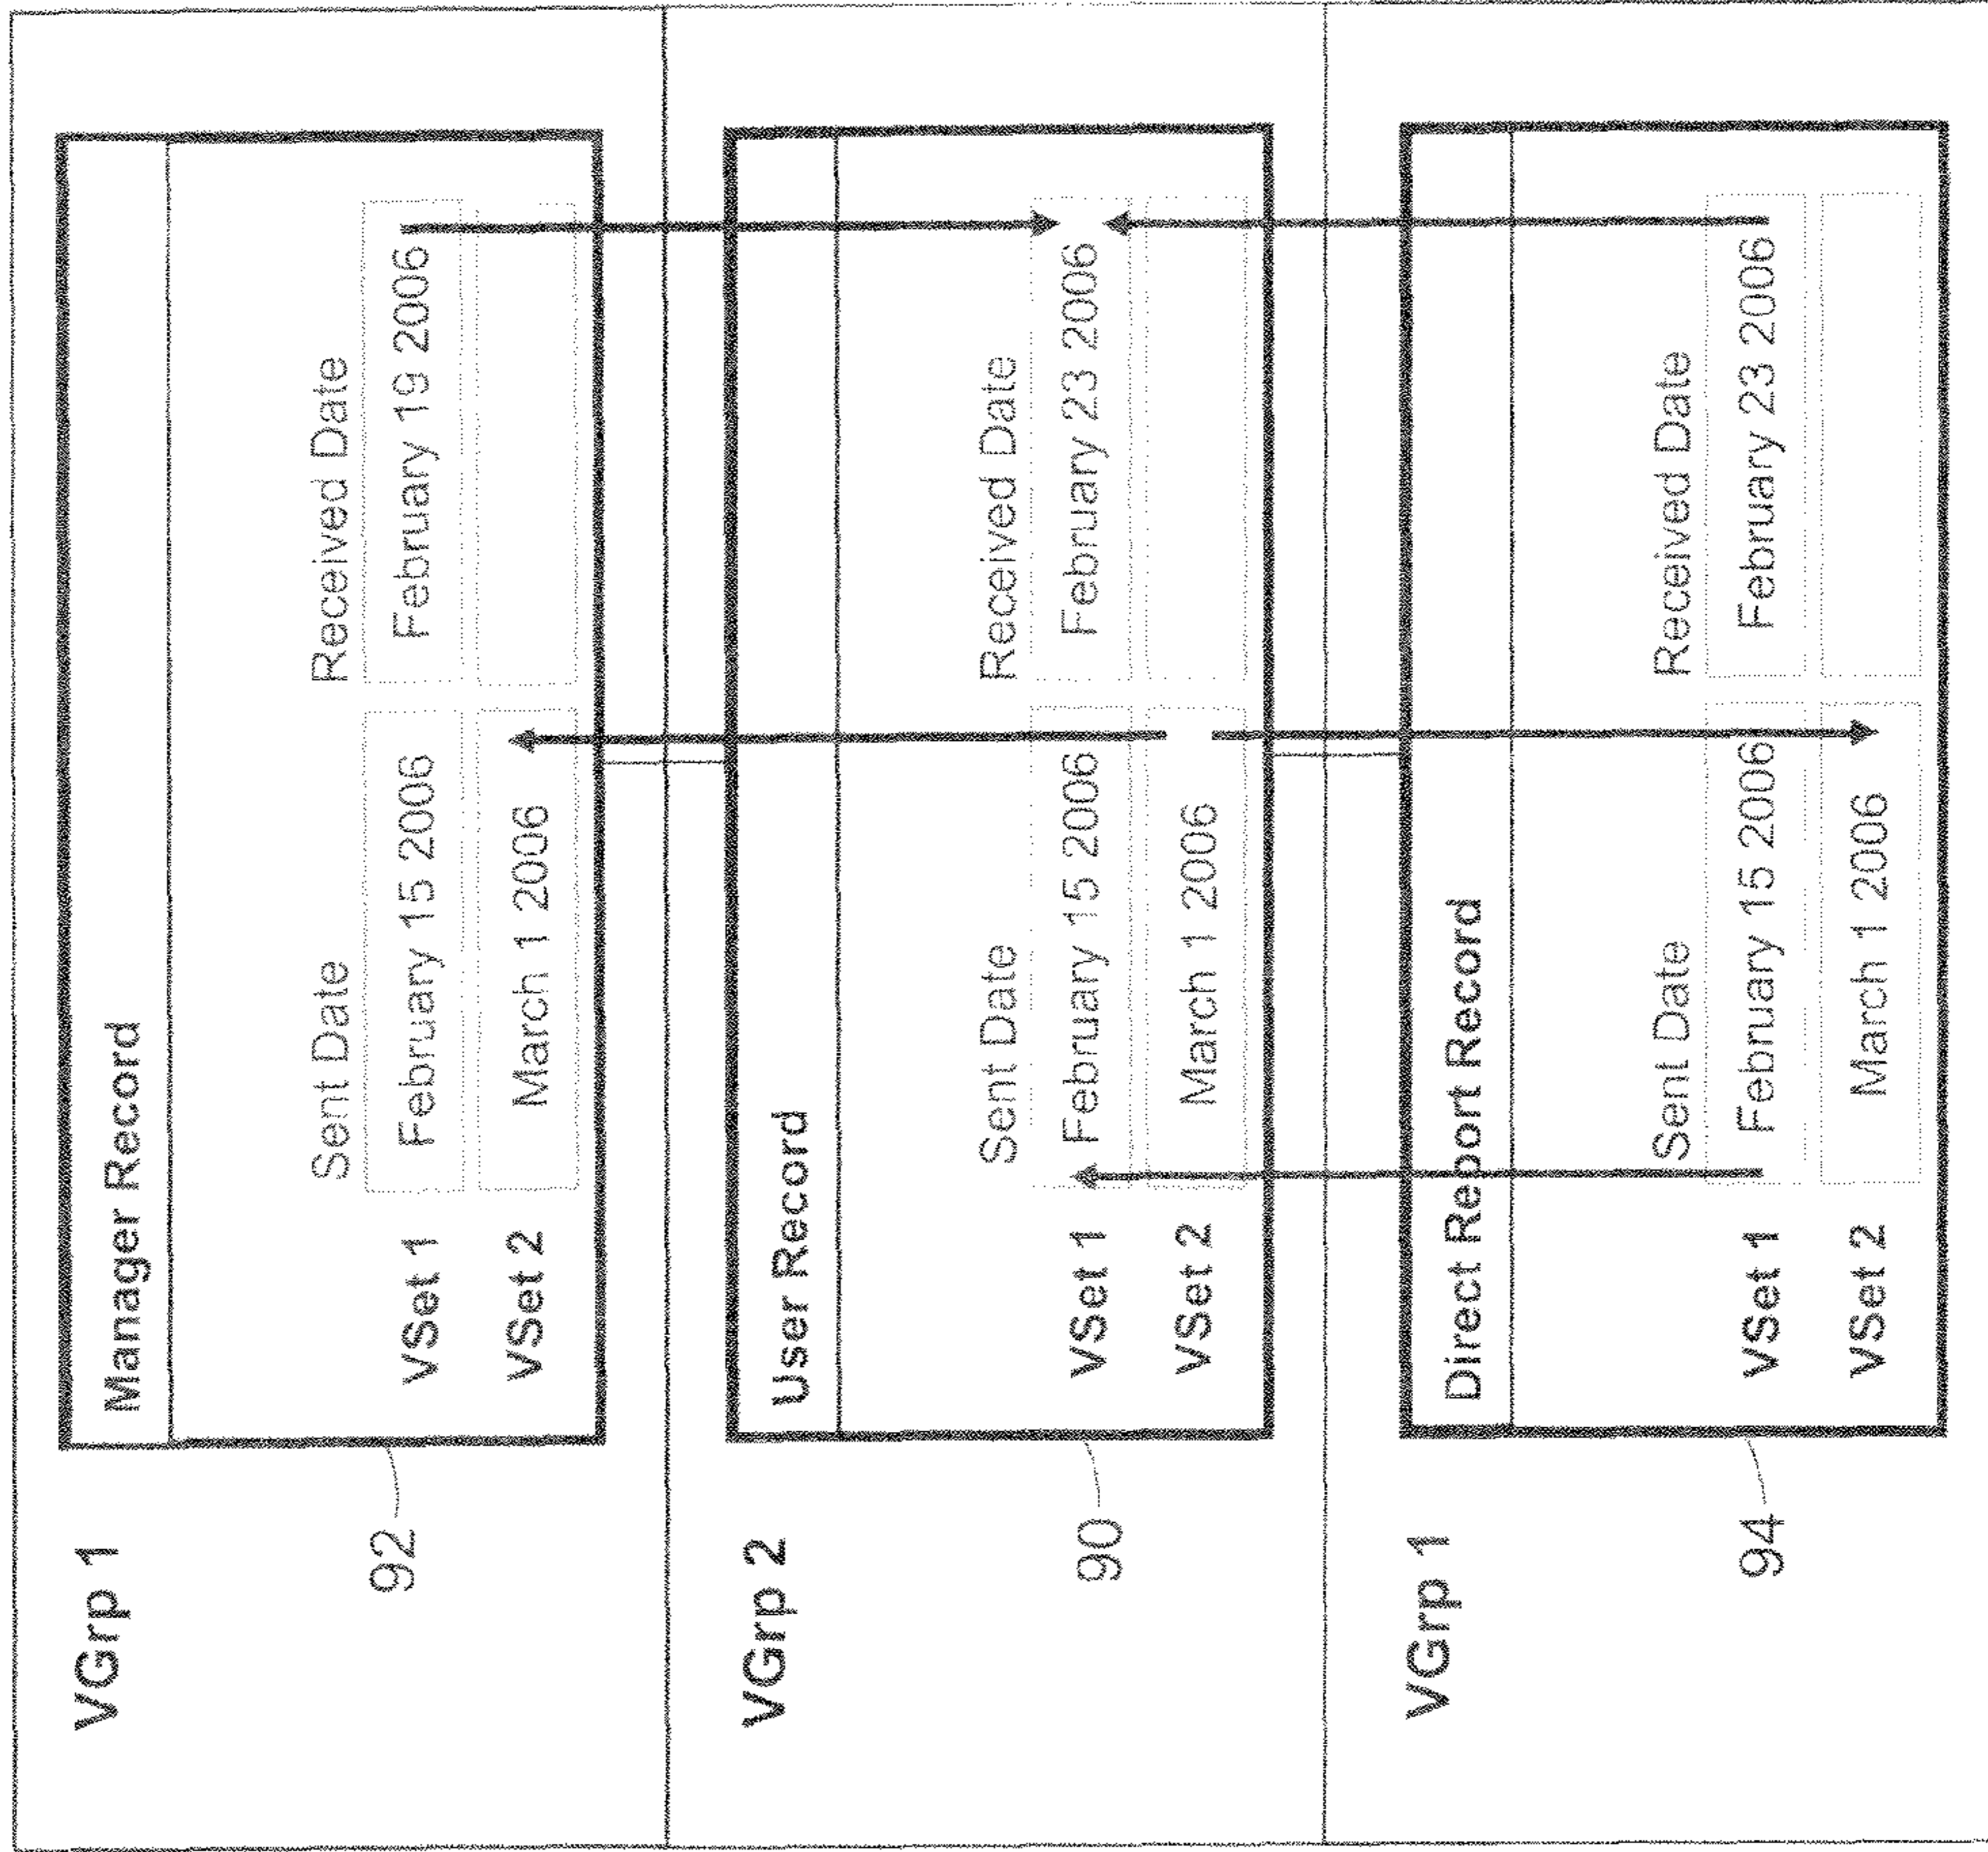 VGrp 1
Manager Record
Sent Date Received Date
VSet 1 February 15 2006 February 19 2006
VSet 2 March 1 2006
92
VGrp 2
User Record
Sent Date Received Date
VSet 1 February 15 2006 February 23 2006
VSet 2 March 1 2006
90
VGrp 1
Direct Report Record
Sent Date Received Date
VSet 1 February 15 2006 February 23 2006
VSet 2 March 1 2006
94